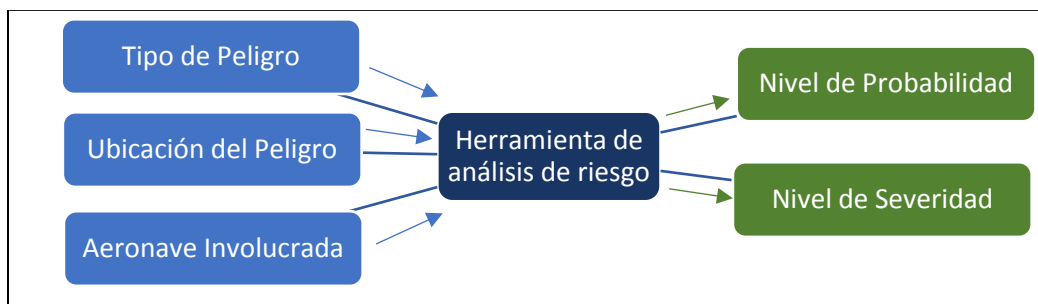 Tipo de Peligro
Ubicación del Peligro
Aeronave Involucrada
Herramienta de
análisis de riesgo
Nivel de Probabilidad
Nivel de Severidad